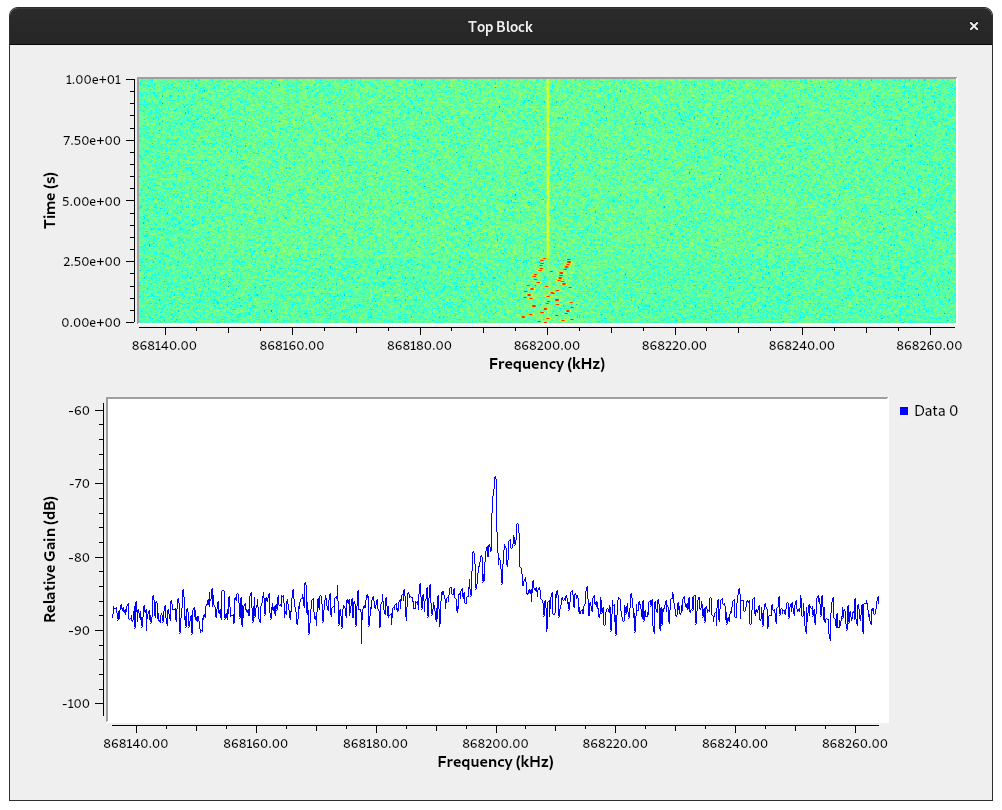 Top Block
×
Time (s)
1.00e+01
7.50e+00
5.00e+00
2.50e+00
0.00e+00
868140.00 868160.00 868180.00 868200.00 868220.00 868240.00 868260.00
Frequency (kHz)
Relative Gain (dB)
-60
-70
-80
-90
-100
Data 0
868140.00 868160.00 868180.00 868200.00 868220.00 868240.00 868260.00
Frequency (kHz)